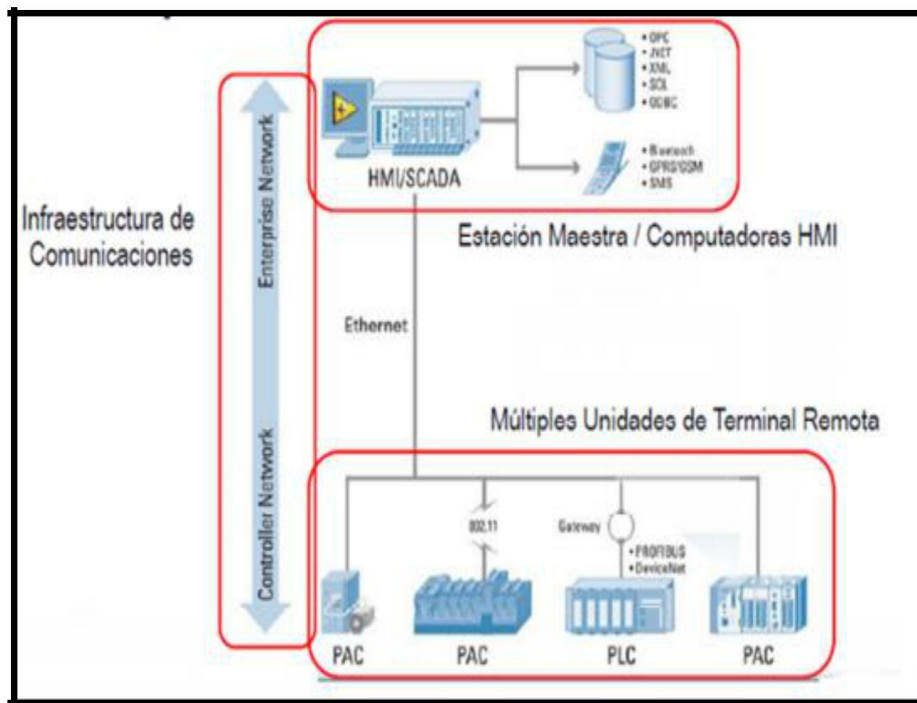 • OPC
• .NET
• XML
• SQL
• ODBC
• Bluetooth
• GPRS/GSM
• SMS
HMI/SCADA
Estación Maestra / Computadoras HMI
Infraestructura de
Comunicaciones
Enterprise Network
Controller Network
Ethernet
Múltiples Unidades de Terminal Remota
802.11
Gateway
• PROFIBUS
• DeviceNet
PAC
PAC
PLC
PAC